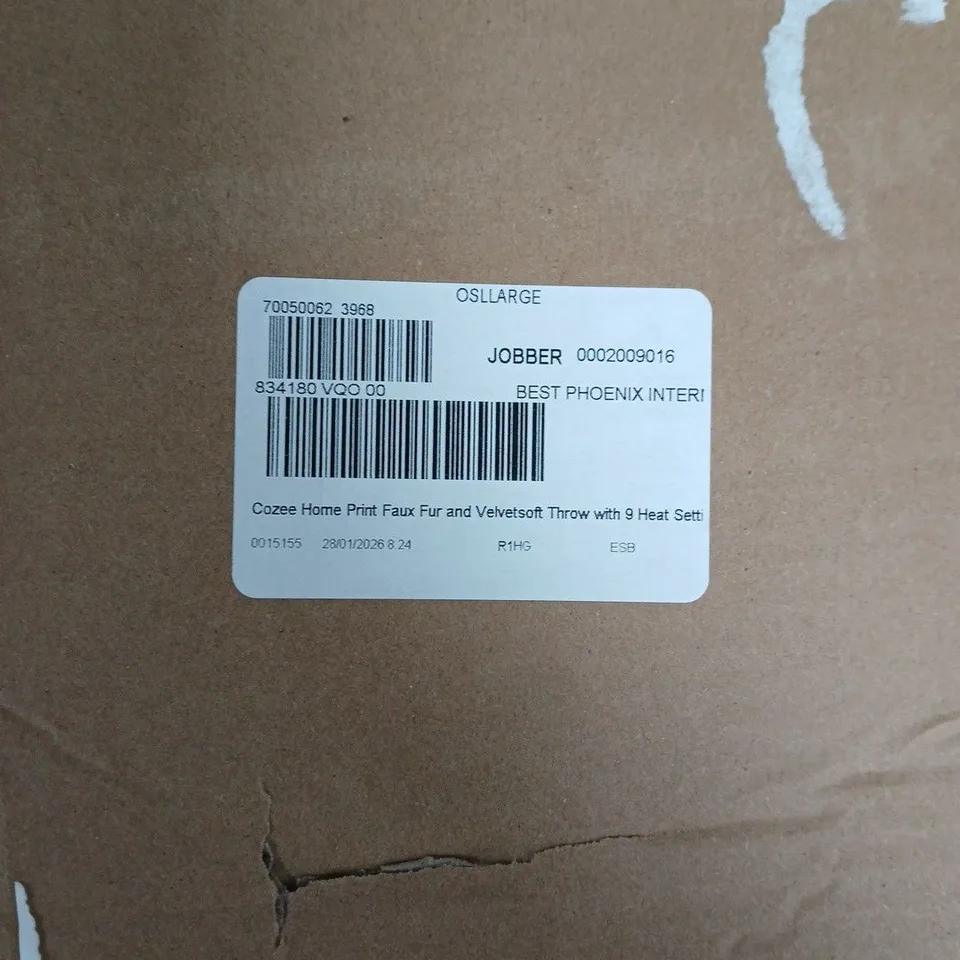 OSLLARGE
70050062 3968
JOBBER 0002009016
834180 VQO 00
BEST PHOENIX INTERI
Cozee Home Print Faux Fur and Velvetsoft Throw with 9 Heat Setti
0015155 28/01/2026 8.24 R1HG ESB